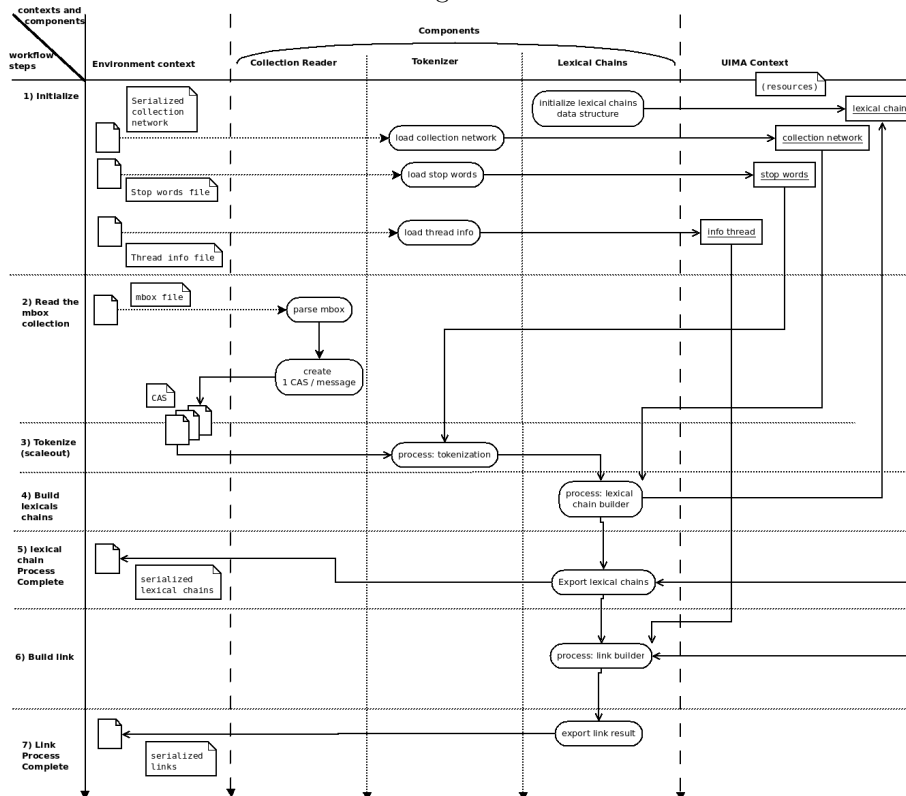 contexts and
components
workflow
steps
Components
Environment context
Collection Reader
Tokenizer
Lexical Chains
UIMA Context
(resources)
1) Initialize
Serialized
collection
network
initialize lexical chains
data structure
lexical chain
load collection network
collection network
load stop words
stop words
Stop words file
load thread info
info thread
Thread info file
2) Read the
mbox
collection
mbox file
parse mbox
create
1 CAS / message
CAS
3) Tokenize
(scaleout)
process: tokenization
4) Build
lexicals
chains
process: lexical
chain builder
5) lexical
chain
Process
Complete
serialized
lexical chains
Export lexical chains
6) Build link
process: link builder
7) Link
Process
Complete
export link result
serialized
links